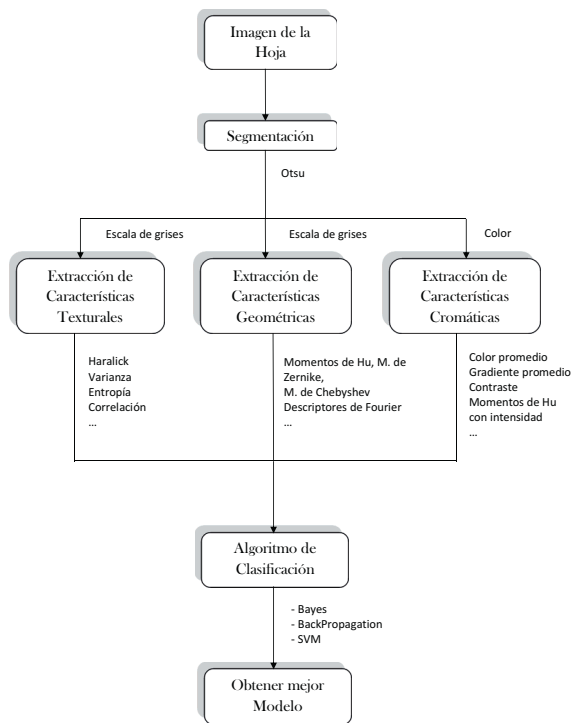 Imagen de la
Hoja
Segmentación
Otsu
Escala de grises
Escala de grises
Color
Extracción de
Características
Texturales
Extracción de
Características
Geométricas
Extracción de
Características
Cromáticas
Haralick
Varianza
Entropía
Correlación
...
Momentos de Hu, M. de
Zernike,
M. de Chebyshev
Descriptores de Fourier
...
Color promedio
Gradiente promedio
Contraste
Momentos de Hu
con intensidad
...
Algoritmo de
Clasificación
- Bayes
- BackPropagation
- SVM
Obtener mejor
Modelo